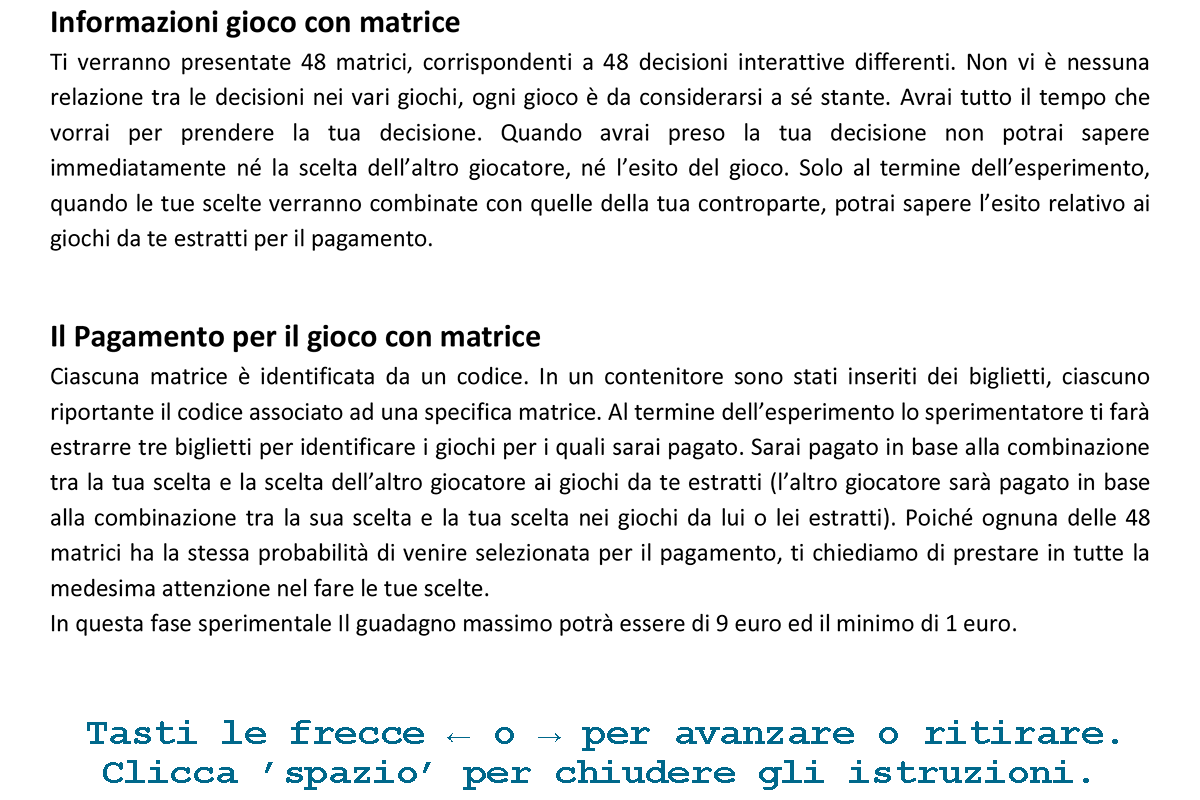 Informazioni gioco con matrice
Ti verranno presentate 48 matrici, corrispondenti a 48 decisioni interattive differenti. Non vi è nessuna
relazione tra le decisioni nei vari giochi, ogni gioco è da considerarsi a sé stante. Avrai tutto il tempo che
vorrai per prendere la tua decisione. Quando avrai preso la tua decisione non potrai sapere
immediatamente né la scelta dell’altro giocatore, né l’esito del gioco. Solo al termine dell’esperimento,
quando le tue scelte verranno combinate con quelle della tua controparte, potrai sapere l’esito relativo ai
giochi da te estratti per il pagamento.
Il Pagamento per il gioco con matrice
Ciascuna matrice è identificata da un codice. In un contenitore sono stati inseriti dei biglietti, ciascuno
riportante il codice associato ad una specifica matrice. Al termine dell’esperimento lo sperimentatore ti farà
estrarre tre biglietti per identificare i giochi per i quali sarai pagato. Sarai pagato in base alla combinazione
tra la tua scelta e la scelta dell’altro giocatore ai giochi da te estratti (l’altro giocatore sarà pagato in base
alla combinazione tra la sua scelta e la tua scelta nei giochi da lui o lei estratti). Poiché ognuna delle 48
matrici ha la stessa probabilità di venire selezionata per il pagamento, ti chiediamo di prestare in tutte la
medesima attenzione nel fare le tue scelte.
In questa fase sperimentale Il guadagno massimo potrà essere di 9 euro ed il minimo di 1 euro.
Tasti le frecce ← o → per avanzare o ritirare.
Clicca ’spazio’ per chiudere gli istruzioni.